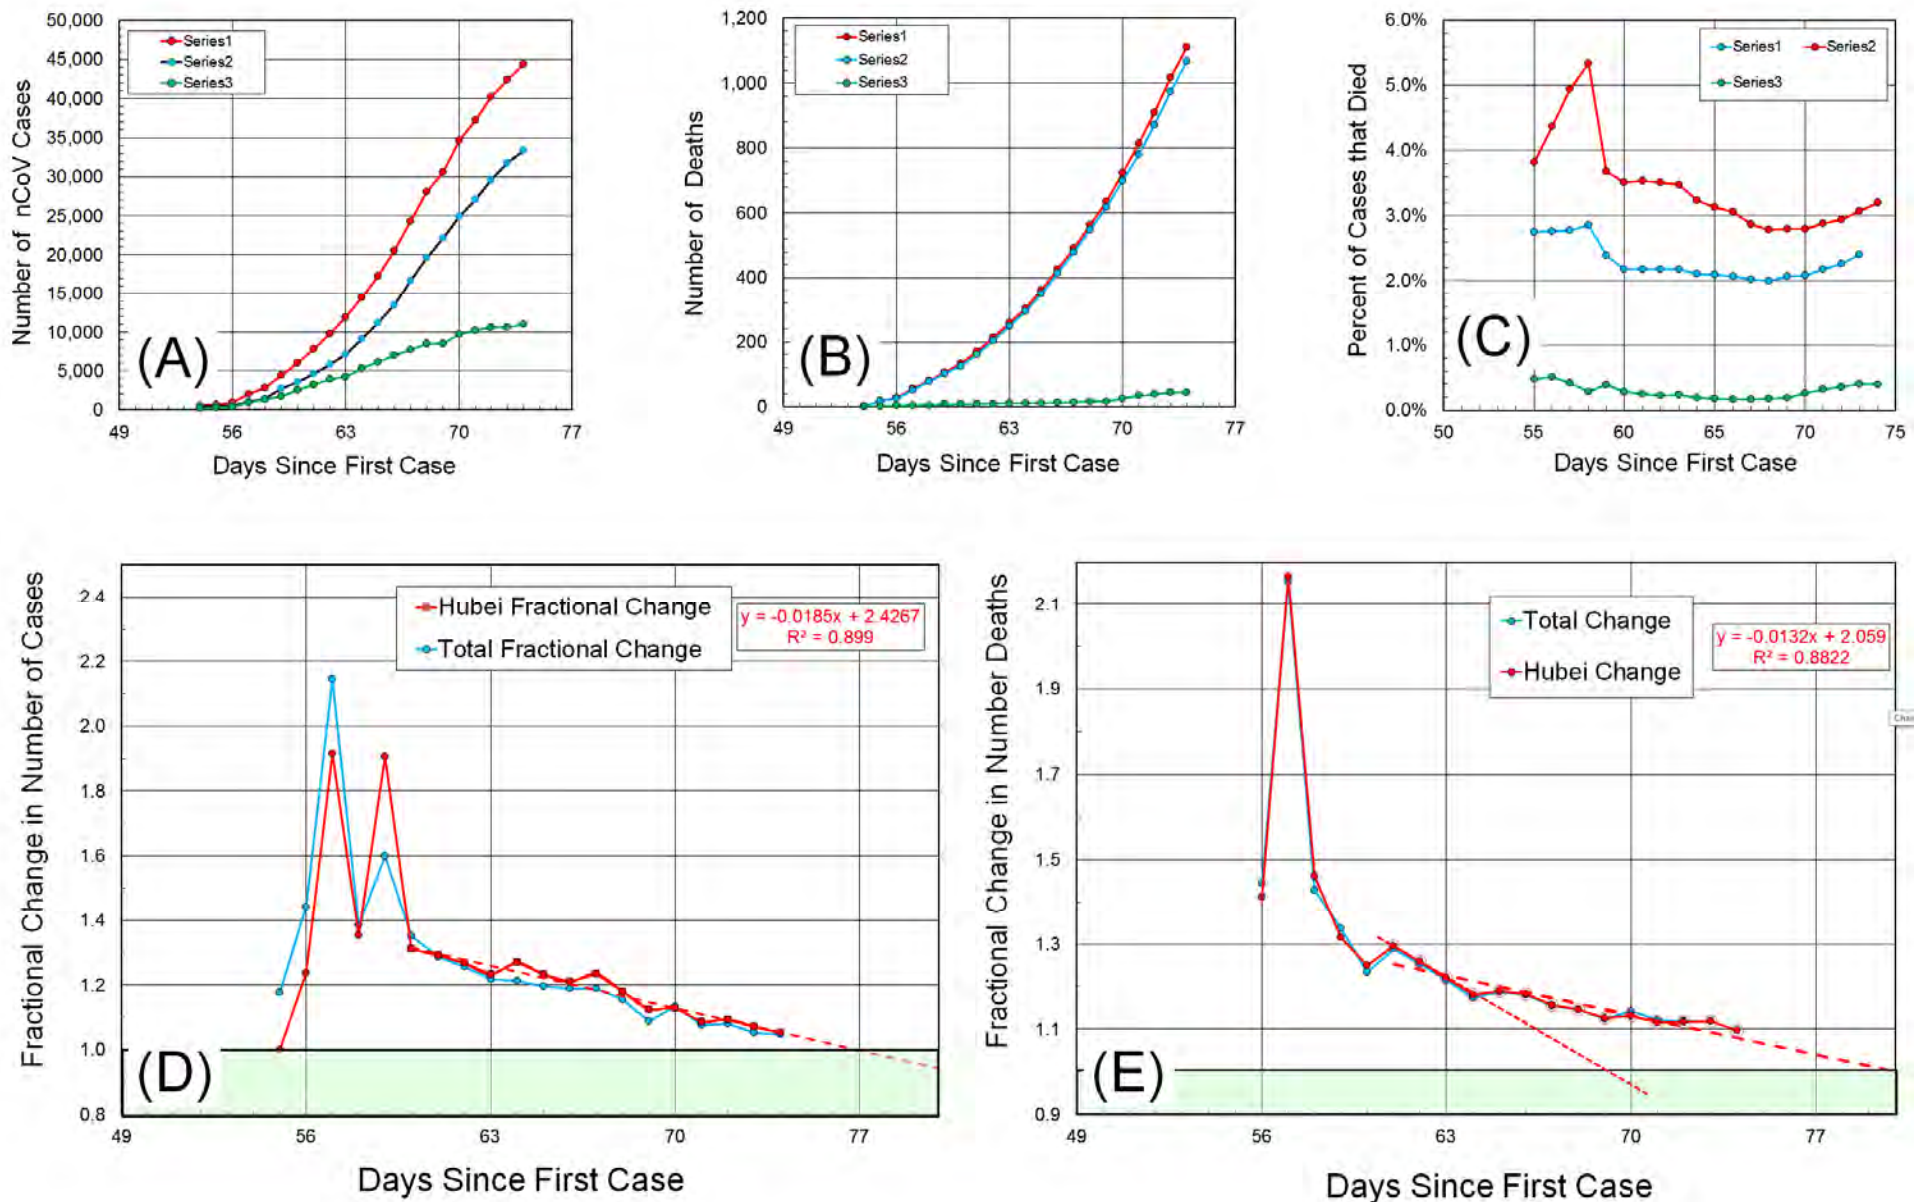 50,000
45,000
40,000
35,000
30,000
25,000
20,000
15,000
10,000
5,000
0
Number of nCoV Cases
Series1
Series2
Series3
(A)
49 56 63 70 77
Days Since First Case
1,200
1,000
800
600
400
200
0
Number of Deaths
Series1
Series2
Series3
(B)
49 56 63 70 77
Days Since First Case
6.0%
5.0%
4.0%
3.0%
2.0%
1.0%
0.0%
Percent of Cases that Died
Series1 Series2
Series3
(C)
50 55 60 65 70 75
Days Since First Case
2.4
2.2
2.0
1.8
1.6
1.4
1.2
1.0
0.8
Fractional Change in Number of Cases
Hubei Fractional Change
Total Fractional Change
y = -0.0185x + 2.4267
R² = 0.899
(D)
49 56 63 70 77
Days Since First Case
2.1
1.9
1.7
1.5
1.3
1.1
0.9
Fractional Change in Number Deaths
Total Change
Hubei Change
y = -0.0132x + 2.059
R² = 0.8822
(E)
49 56 63 70 77
Days Since First Case